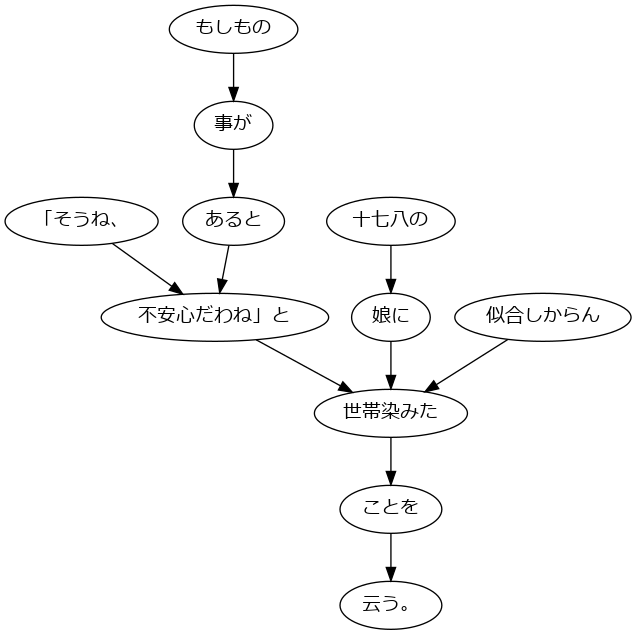 もしもの
事が
「そうね、
あると
十七八の
不安心だわね」と
娘に
似合しからん
世帯染みた
ことを
云う。